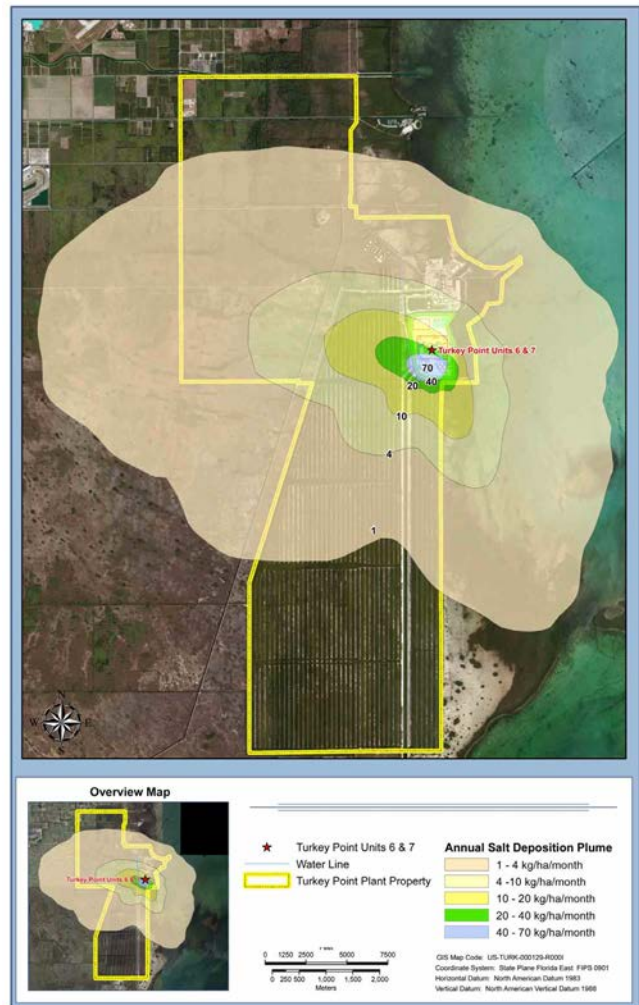 Turkey Point Units 6 & 7
70
20
40
10
4
1
N
W
E
S
Overview Map
Turkey Point Units 6
Turkey Point Units 6 & 7
Water Line
Turkey Point Plant Property
Annual Salt Deposition Plume
1 - 4 kg/ha/month
4 -10 kg/ha/month
10 - 20 kg/ha/month
20 - 40 kg/ha/month
40 - 70 kg/ha/month
0 1250 2500 5000 7500
0 250 500 1,000 1,500 2,000
Meters
GIS Map Code: US-TURK-000129-R000I
Coordinate System: State Plane Florida East FIPS 0901
Horizontal Datum: North American Datum 1983
Vertical Datum: North American Vertical Datum 1988